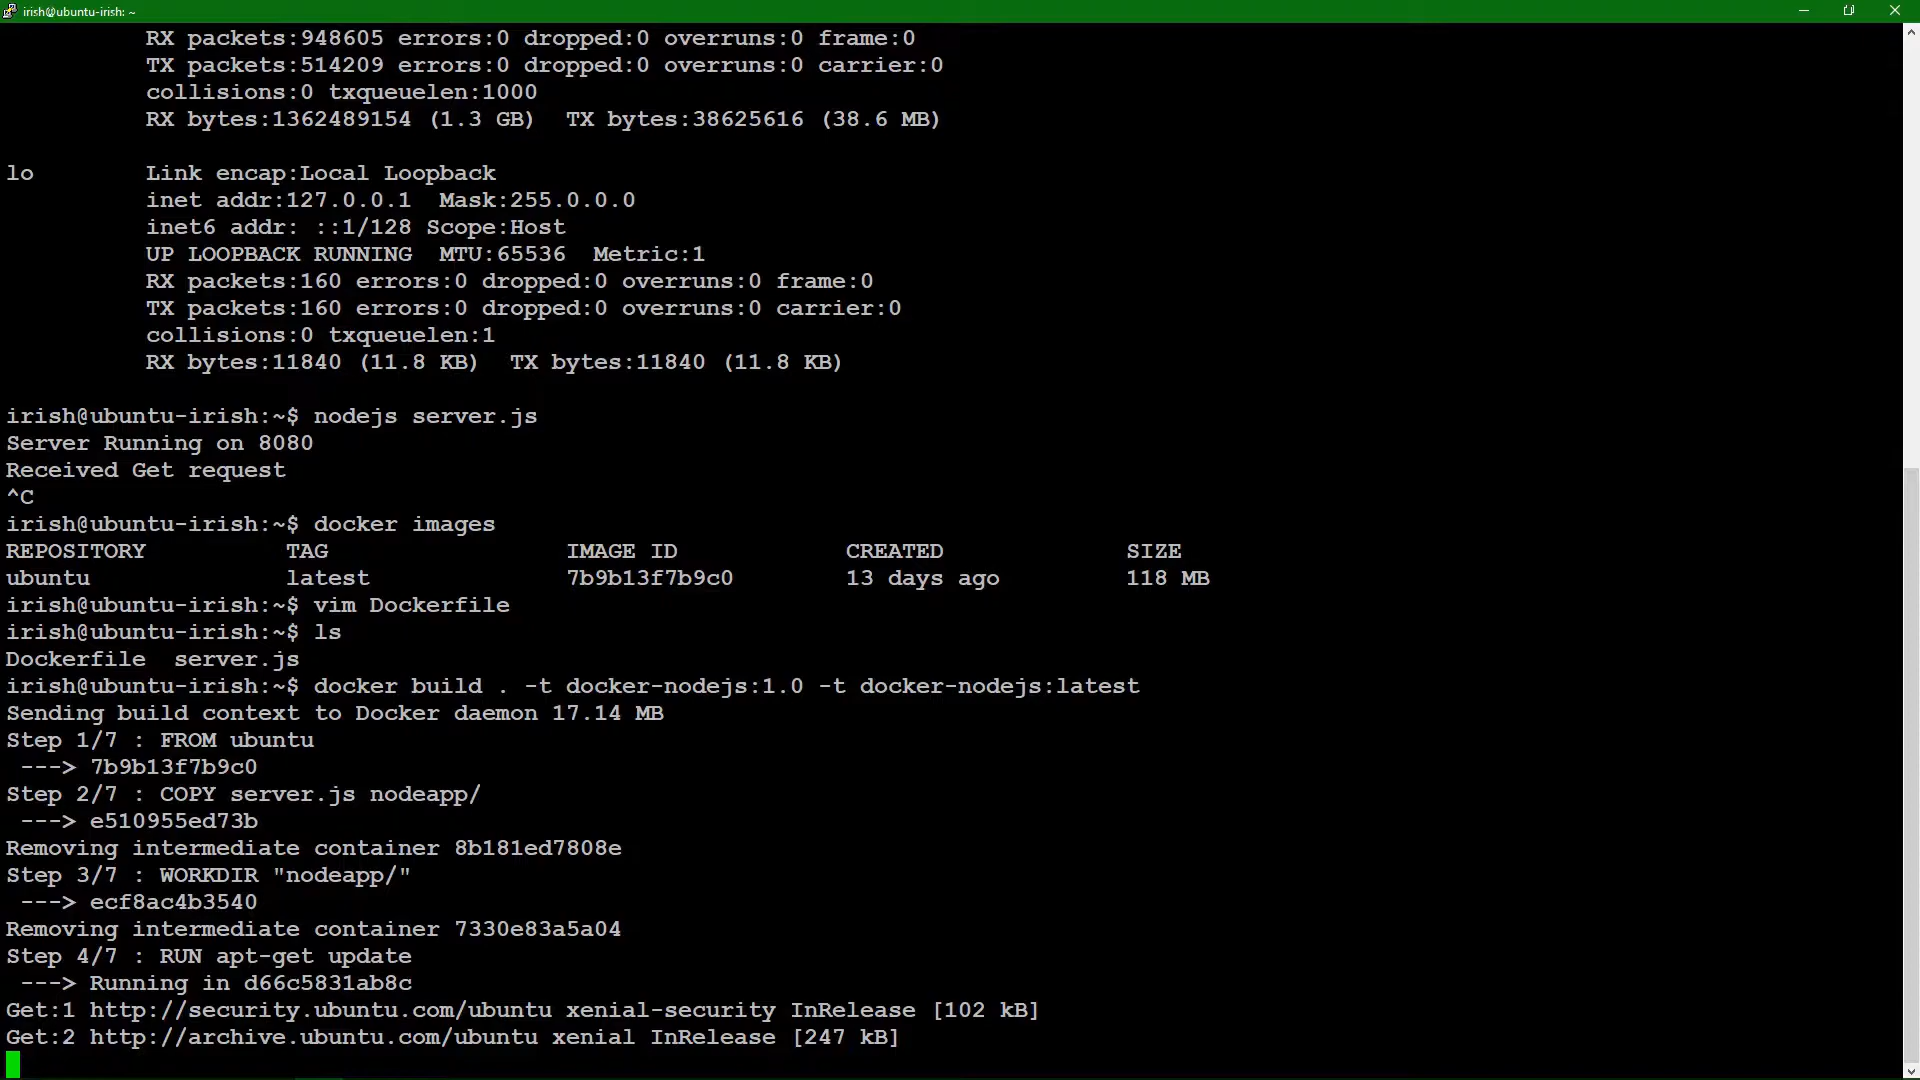 irish@ubuntu-irish: ~
RX packets:948605 errors:0 dropped:0 overruns:0 frame:0
TX packets:514209 errors:0 dropped:0 overruns:0 carrier:0
collisions:0 txqueuelen:1000
RX bytes:1362489154 (1.3 GB)  TX bytes:38625616 (38.6 MB)
lo        Link encap:Local Loopback
inet addr:127.0.0.1  Mask:255.0.0.0
inet6 addr: ::1/128 Scope:Host
UP LOOPBACK RUNNING  MTU:65536  Metric:1
RX packets:160 errors:0 dropped:0 overruns:0 frame:0
TX packets:160 errors:0 dropped:0 overruns:0 carrier:0
collisions:0 txqueuelen:1
RX bytes:11840 (11.8 KB)  TX bytes:11840 (11.8 KB)
irish@ubuntu-irish:~$ nodejs server.js
Server Running on 8080
Received Get request
^C
irish@ubuntu-irish:~$ docker images
REPOSITORY          TAG                 IMAGE ID            CREATED             SIZE
ubuntu              latest              7b9b13f7b9c0        13 days ago         118 MB
irish@ubuntu-irish:~$ vim Dockerfile
irish@ubuntu-irish:~$ ls
Dockerfile  server.js
irish@ubuntu-irish:~$ docker build . -t docker-nodejs:1.0 -t docker-nodejs:latest
Sending build context to Docker daemon 17.14 MB
Step 1/7 : FROM ubuntu
 ---> 7b9b13f7b9c0
Step 2/7 : COPY server.js nodeapp/
 ---> e510955ed73b
Removing intermediate container 8b181ed7808e
Step 3/7 : WORKDIR "nodeapp/"
 ---> ecf8ac4b3540
Removing intermediate container 7330e83a5a04
Step 4/7 : RUN apt-get update
 ---> Running in d66c5831ab8c
Get:1 http://security.ubuntu.com/ubuntu xenial-security InRelease [102 kB]
Get:2 http://archive.ubuntu.com/ubuntu xenial InRelease [247 kB]